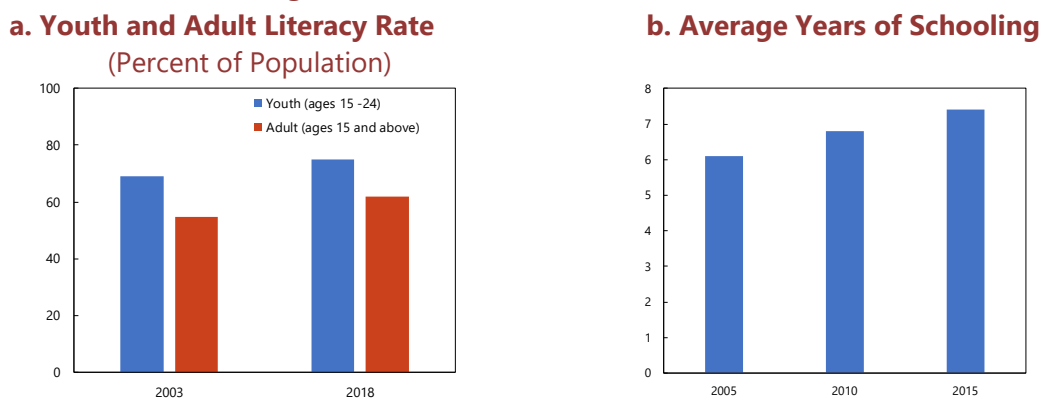 a. Youth and Adult Literacy Rate
(Percent of Population)
100
80
60
40
20
0
Youth (ages 15 -24)
Adult (ages 15 and above)
2003 2018
b. Average Years of Schooling
8
7
6
5
4
3
2
1
0
2005 2010 2015